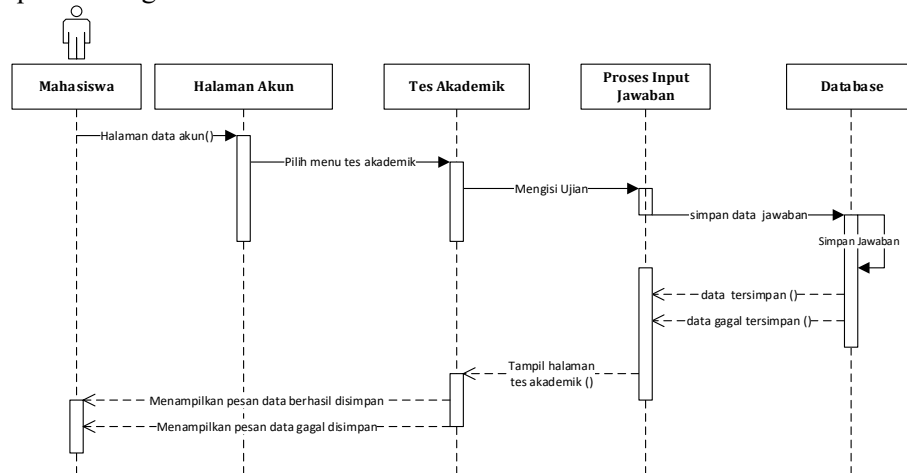 Mahasiswa
Halaman Akun
Tes Akademik
Proses Input
Jawaban
Database
Halaman data akun()
Pilih menu tes akademik
Mengisi Ujian
simpan data jawaban
Simpan Jawaban
data tersimpan ()
data gagal tersimpan ()
Tampil halaman
tes akademik ()
Menampilkan pesan data berhasil disimpan
Menampilkan pesan data gagal disimpan